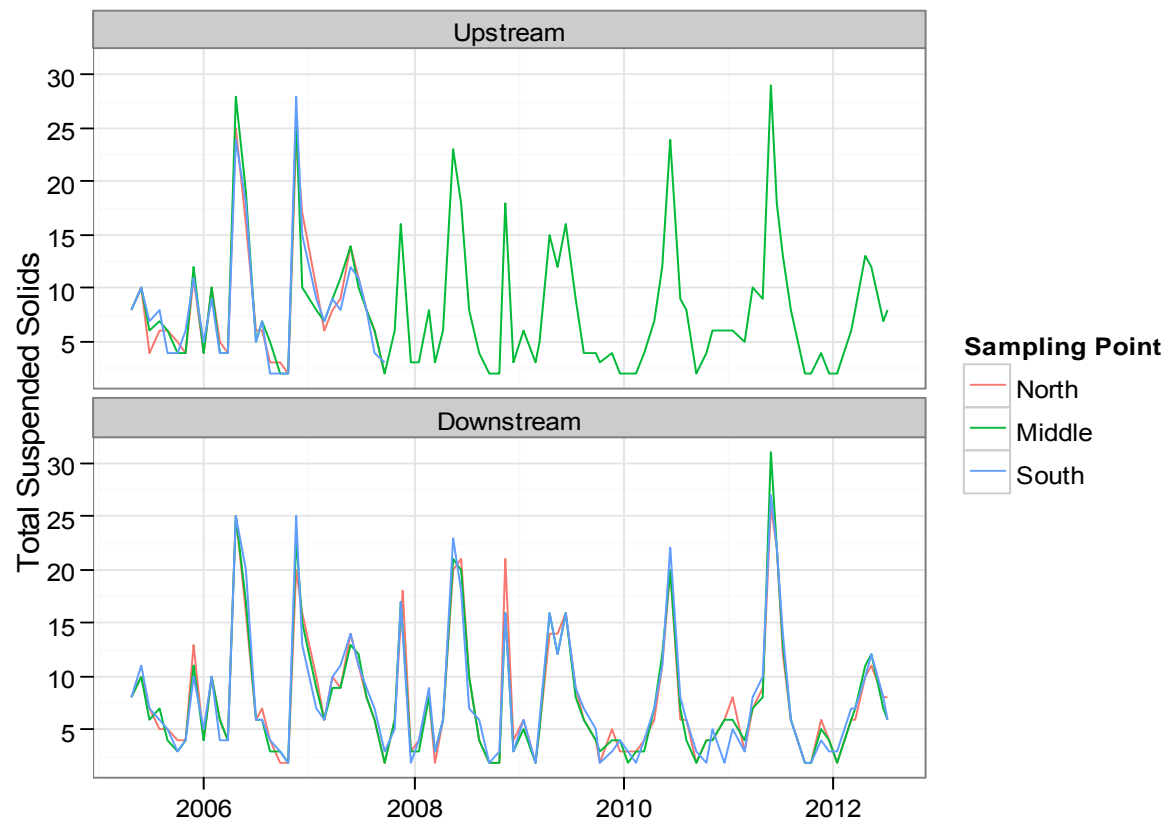 Upstream
30
25
20
15
10
5
Downstream
30
25
20
15
10
5
Total Suspended Solids
2006 2008 2010 2012
Sampling Point
North
Middle
South